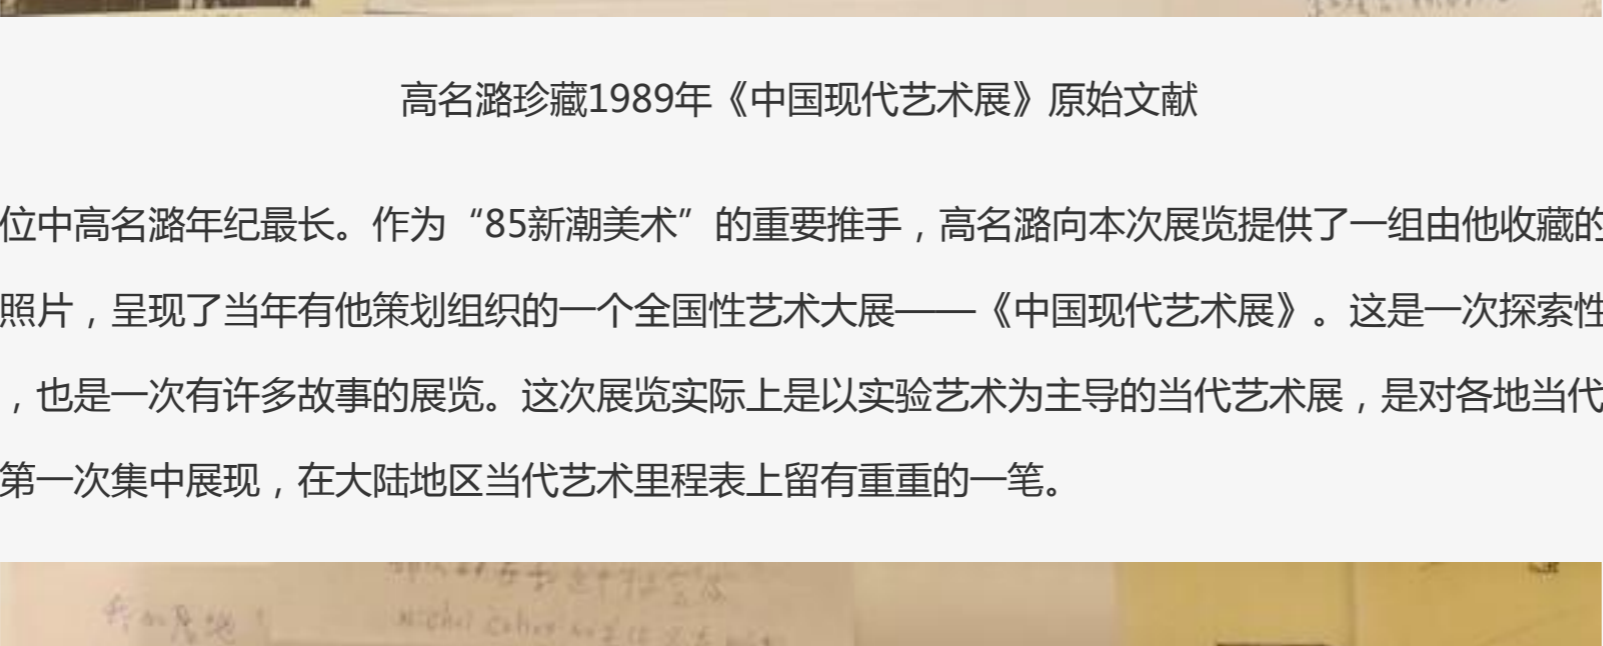 高名潞珍藏1989年《中国现代艺术展》原始文献
位中高名潞年纪最长。作为“85新潮美术”的重要推手，高名潞向本次展览提供了一组由他收藏的
照片，呈现了当年有他策划组织的一个全国性艺术大展——《中国现代艺术展》。这是一次探索性
，也是一次有许多故事的展览。这次展览实际上是以实验艺术为主导的当代艺术展，是对各地当代
第一次集中展现，在大陆地区当代艺术里程表上留有重重的一笔。